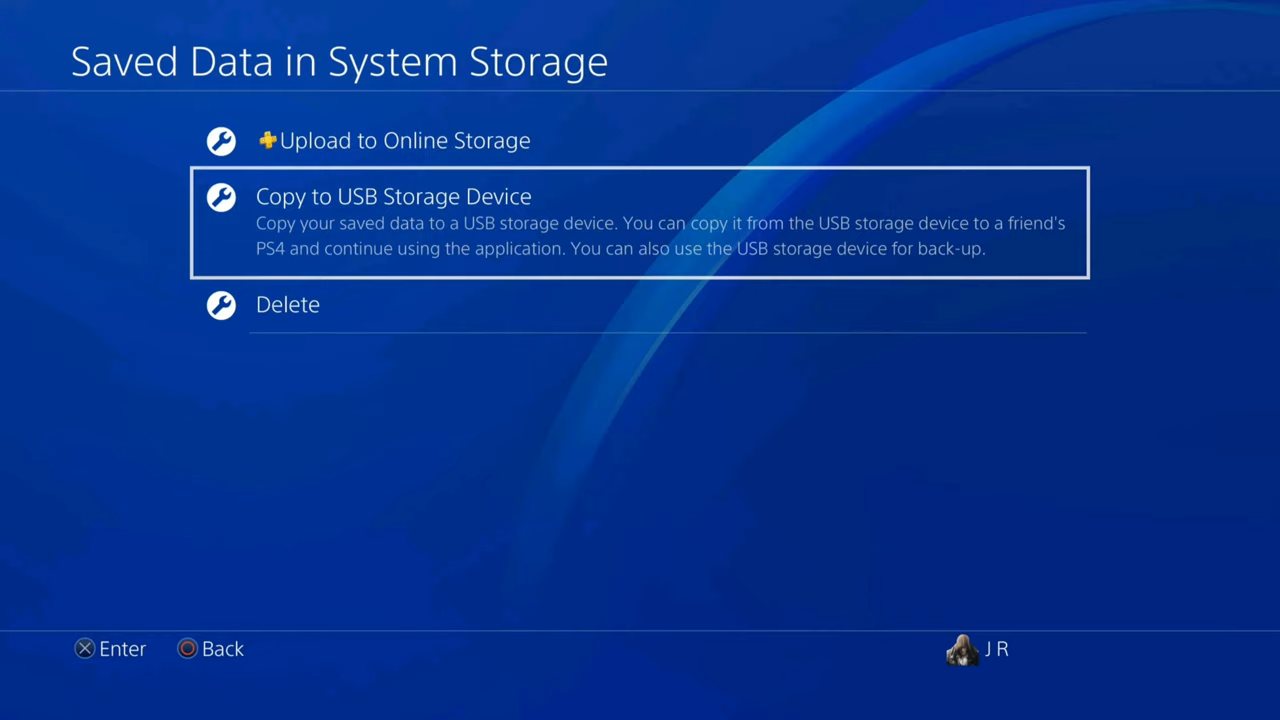 Saved Data in System Storage
Upload to Online Storage
Copy to USB Storage Device
Copy your saved data to a USB storage device. You can copy it from the USB storage device to a friend's
PS4 and continue using the application. You can also use the USB storage device for back-up.
Delete
Enter
Back
J R